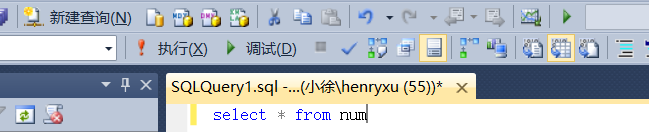 新建查询(N)
执行(X) 调试(D)
SQLQuery1.sql -...(小徐\henryxu (55))*
select * from num